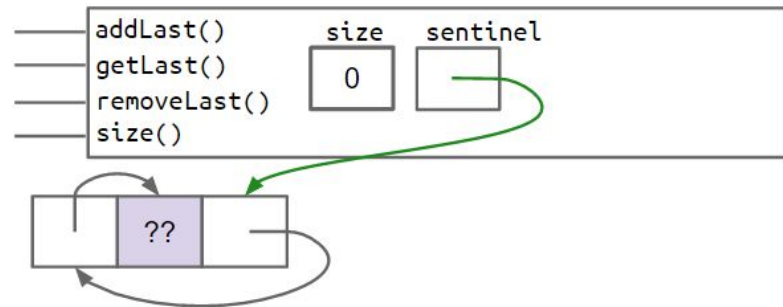 addLast()
size sentinel
getLast()
0
removeLast()
size()
??